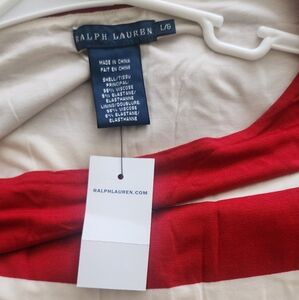 RALPH LAUREN
L/G
MADE IN CHINA
FAIT EN CHINE
SHELL/TISSU
PRINCIPAL:
95% VISCOSE
5% ELASTANE/
ELASTHANNE
LINING/DOUBLURE:
95% VISCOSE
5% ELASTANE/
ELASTHANNE
RALPHLAUREN.COM